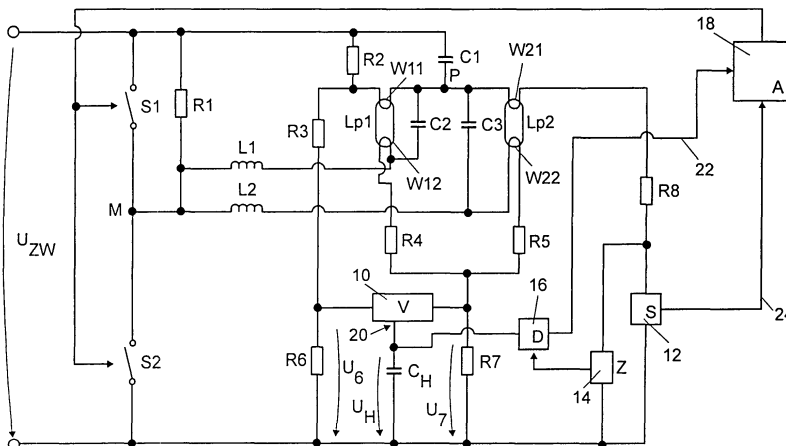 18
A
R2
C1
P
W11
W21
S1
R1
R3
Lp1
C2
C3
Lp2
W12
W22
22
L1
L2
M
R8
U ZW
R4
R5
10
V
16
D
S
24
20
12
S2
R6
U 6
U H
C H
U 7
R7
Z
14